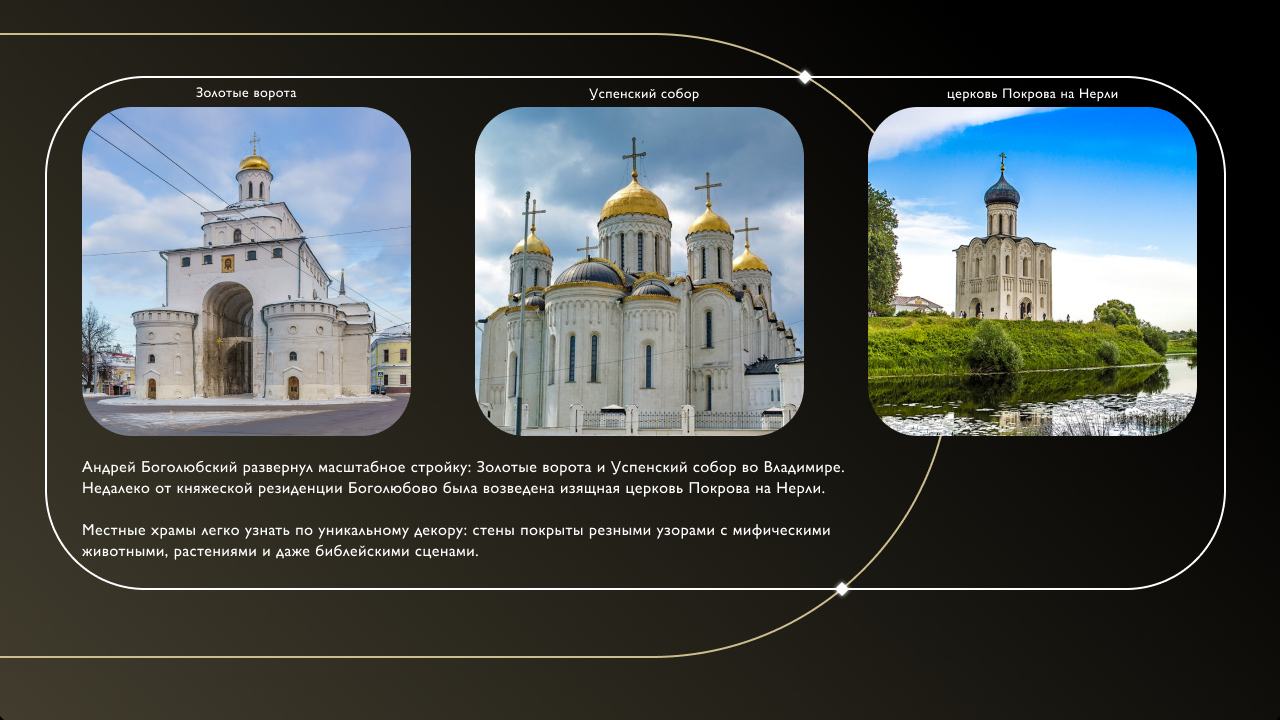 Золотые ворота
Успенский собор
церковь Покрова на Нерли
Андрей Боголюбский развернул масштабное стройку: Золотые ворота и Успенский собор во Владимире.
Недалеко от княжеской резиденции Боголюбово была возведена изящная церковь Покрова на Нерли.
Местные храмы легко узнать по уникальному декору: стены покрыты резными узорами с мифическими
животными, растениями и даже библейскими сценами.